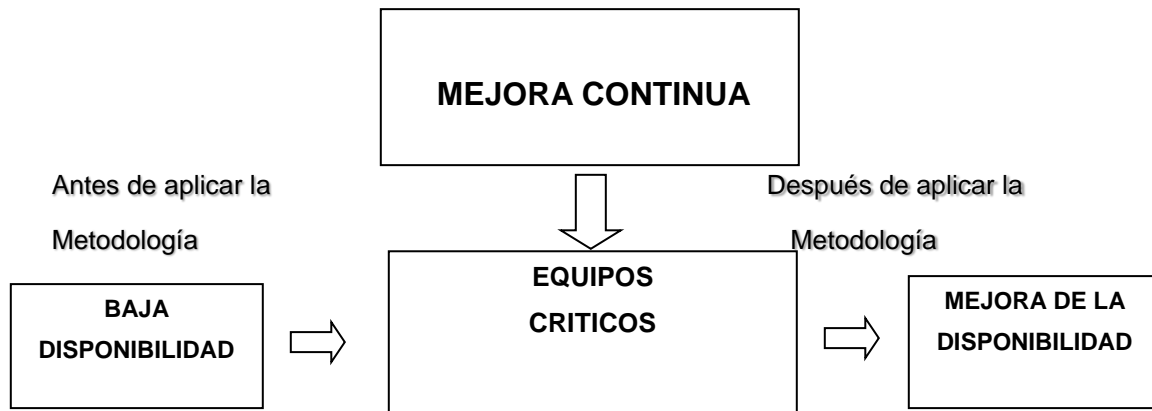 MEJORA CONTINUA
Antes de aplicar la
Metodología
Después de aplicar la
Metodología
BAJA
DISPONIBILIDAD
EQUIPOS
CRITICOS
MEJORA DE LA
DISPONIBILIDAD